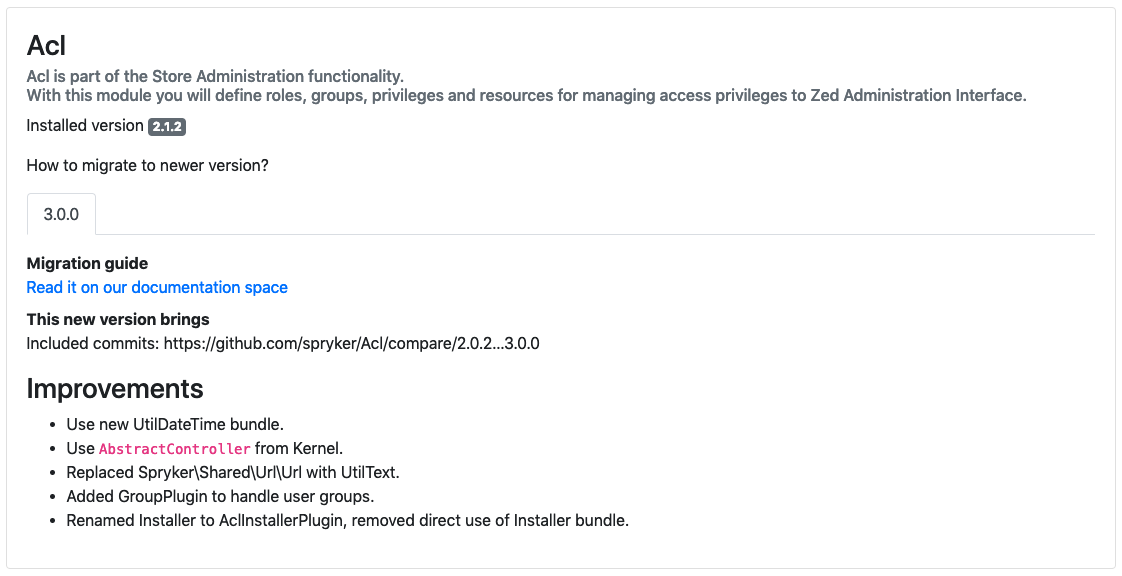 Acl
Acl is part of the Store Administration functionality.
With this module you will define roles, groups, privileges and resources for managing access privileges to Zed Administration Interface.
Installed version 2.1.2
How to migrate to newer version?
3.0.0
Migration guide
Read it on our documentation space
This new version brings
Included commits: https://github.com/spryker/Acl/compare/2.0.2...3.0.0
Improvements
• Use new UtilDateTime bundle.
• Use AbstractController from Kernel.
• Replaced Spryker\Shared\Url\Url with UtilText.
• Added GroupPlugin to handle user groups.
• Renamed Installer to AclInstallerPlugin, removed direct use of Installer bundle.